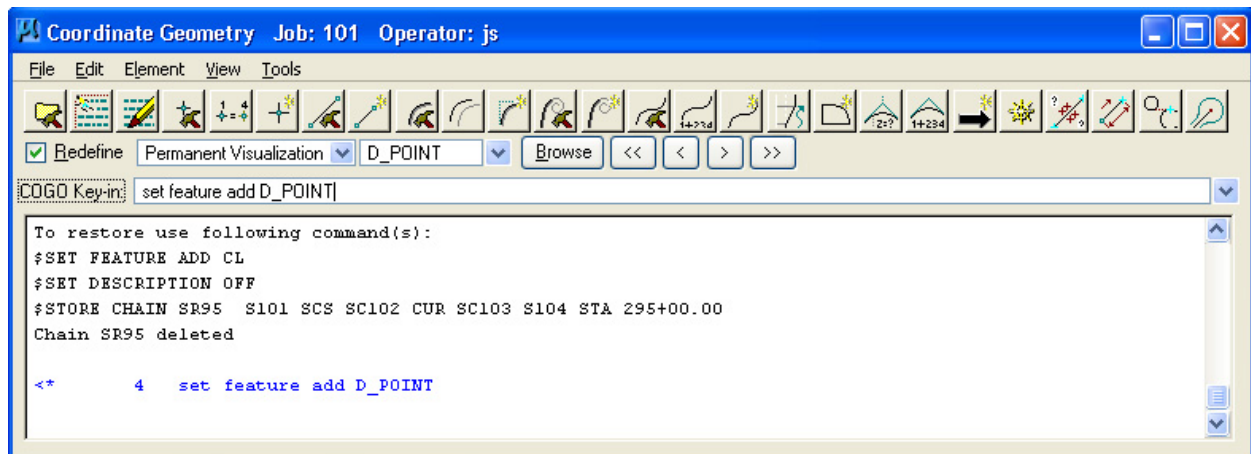 Coordinate Geometry Job: 101 Operator: js
File Edit Element View Tools
Redefine Permanent Visualization D_POINT Browse << < > >>
COGO Key-in: set feature add D_POINT
To restore use following command(s):
$SET FEATURE ADD CL
$SET DESCRIPTION OFF
$STORE CHAIN SR95 S101 SCS SC102 CUR SC103 S104 STA 295+00.00
Chain SR95 deleted
<* 4 set feature add D_POINT